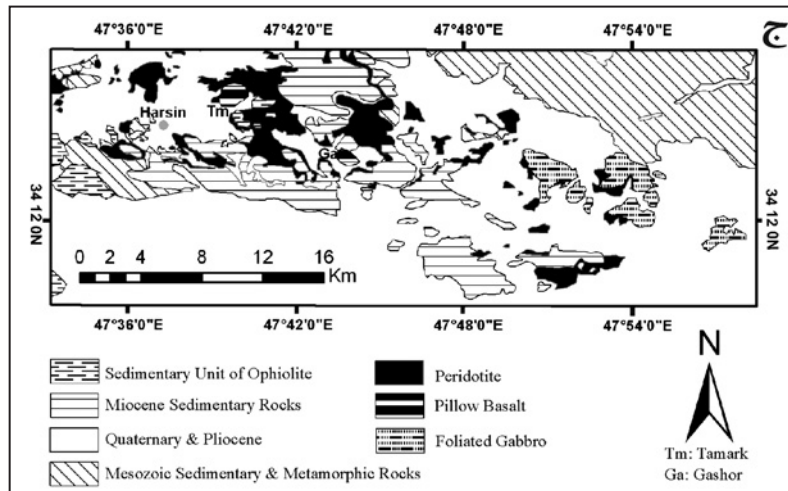 ج
47°36'0"E 47°42'0"E 47°48'0"E 47°54'0"E
Harsin Tm
Ga
34 12 0N 34 12 0N
0 2 4 8 12 16
Km
47°36'0"E 47°42'0"E 47°48'0"E 47°54'0"E
Sedimentary Unit of Ophiolite
Miocene Sedimentary Rocks
Quaternary & Pliocene
Mesozoic Sedimentary & Metamorphic Rocks
Peridotite
Pillow Basalt
Foliated Gabbro
N
Tm: Tamark
Ga: Gashor